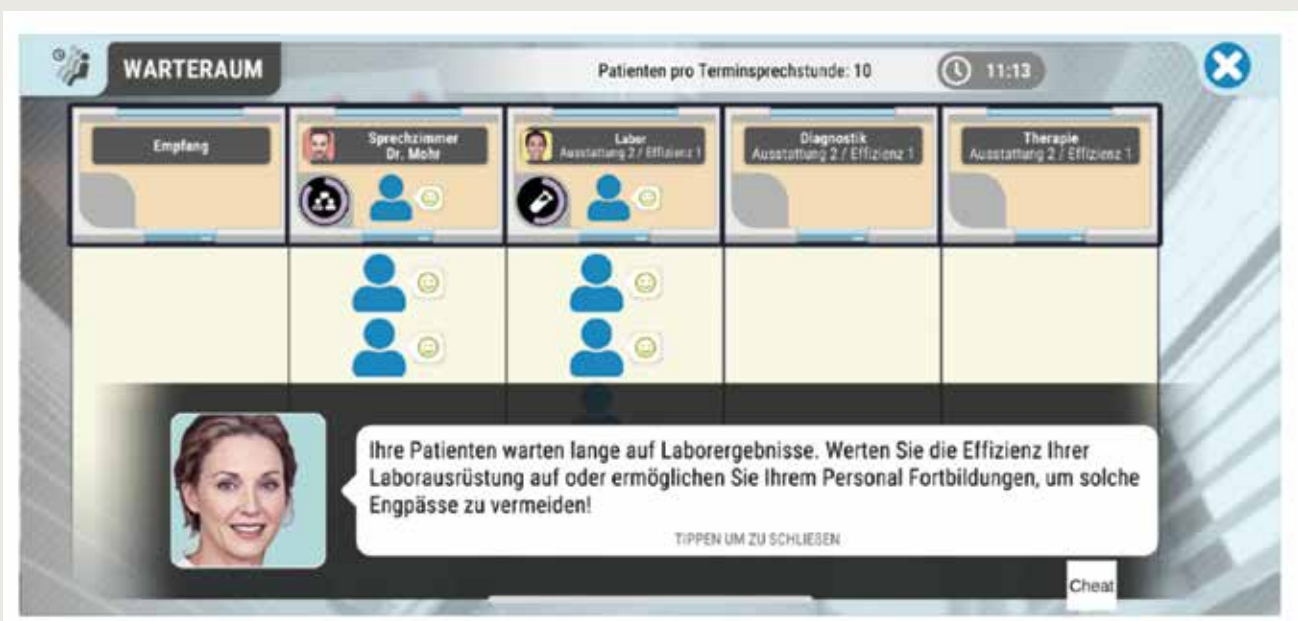 WARTERAUM
Patienten pro Terminsprechstunde: 10
11:13
Empfang
Sprechzimmer
Dr. Mohr
Labor
Ausstattung 2 / Effizienz 1
Diagnostik
Ausstattung 2 / Effizienz 1
Therapie
Ausstattung 2 / Effizienz 1
Ihre Patienten warten lange auf Laborergebnisse. Werten Sie die Effizienz Ihrer
Laborausrüstung auf oder ermöglichen Sie Ihrem Personal Fortbildungen, um solche
Engpässe zu vermeiden!
TIPPEN UM ZU SCHLIEßEN
Cheat